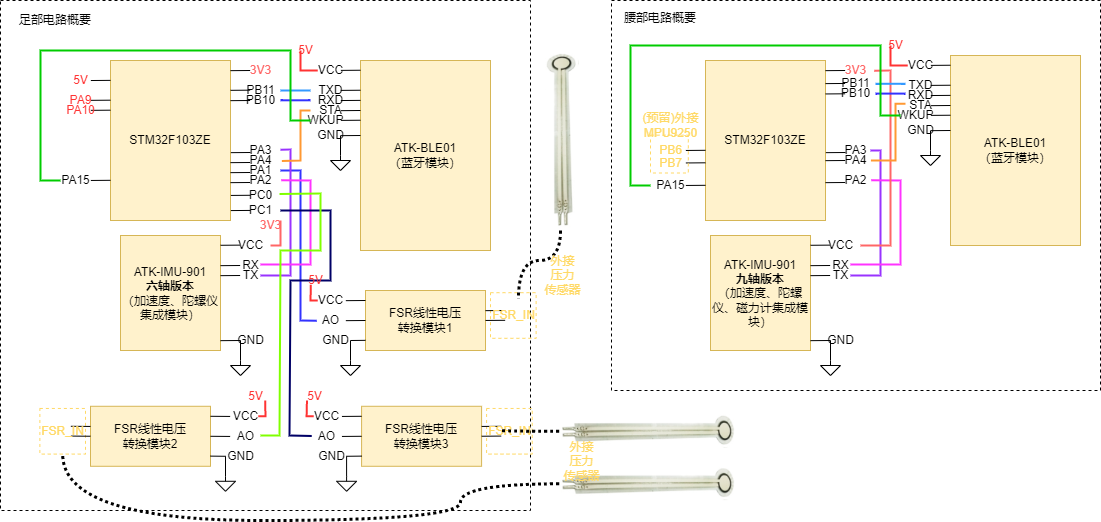 足部电路概要
5V
PA9
PA10
STM32F103ZE
3V3
PB11
PB10
PA3
PA4
PA1
PA2
PC0
PC1
PA15
5V
VCC
TXD
RXD
STA
WKUP
GND
ATK-BLE01
(蓝牙模块)
3V3
VCC
RX
TX
GND
ATK-IMU-901
六轴版本
(加速度、陀螺仪
集成模块)
5V
VCC
AO
GND
FSR线性电压
转换模块1
FSR_IN
外接
压力
传感器
FSR_IN
FSR线性电压
转换模块2
5V
VCC
AO
GND
5V
VCC
AO
GND
FSR线性电压
转换模块3
FSR_IN
外接
压力
传感器
腰部电路概要
(预留)外接
MPU9250
PB6
PB7
PA15
STM32F103ZE
3V3
PB11
PB10
PA3
PA4
PA2
5V
VCC
TXD
RXD
STA
WKUP
GND
ATK-BLE01
(蓝牙模块)
ATK-IMU-901
九轴版本
(加速度、陀螺
仪、磁力计集成模
块)
VCC
RX
TX
GND